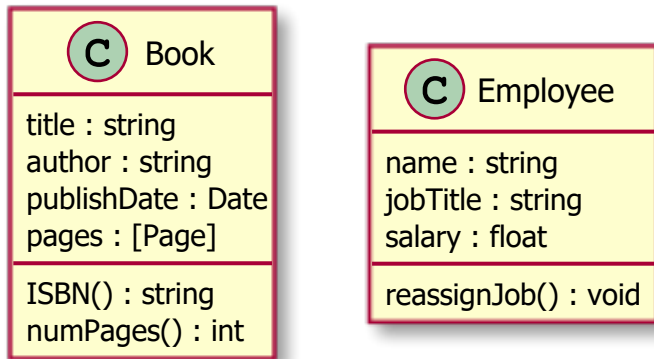 C Book
title : string
author : string
publishDate : Date
pages : [Page]
ISBN() : string
numPages() : int
C Employee
name : string
jobTitle : string
salary : float
reassignJob() : void